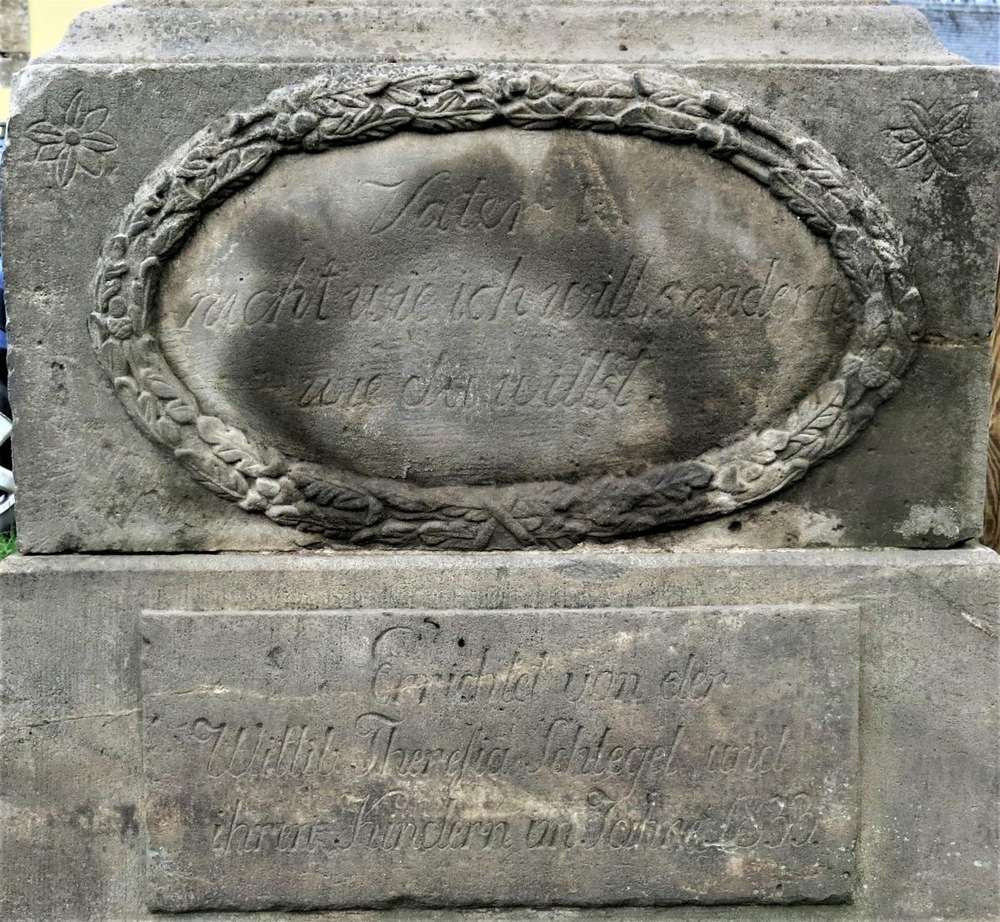 Vater !
nicht wie ich will, sondern
wie du willst.
Errichtet von der
Wittib Thereſia Schlegel und
ihren Kindern im Jahre 1833.